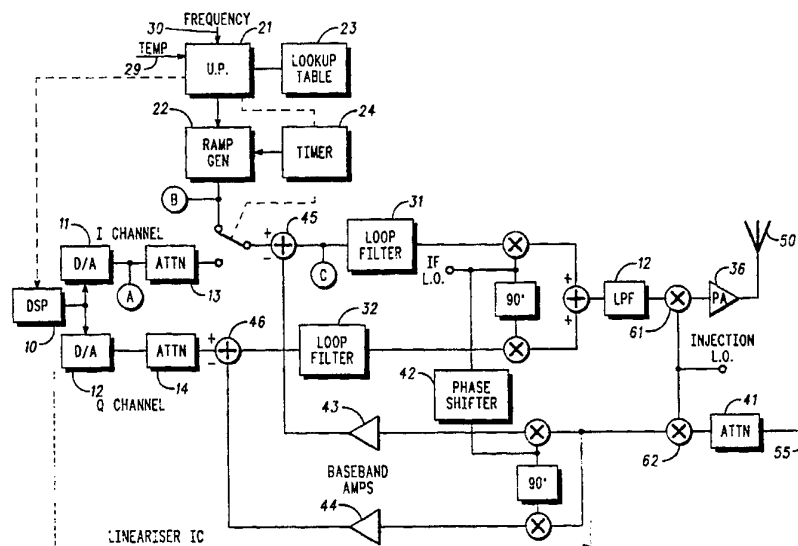 FREQUENCY
30
21
23
TEMP
29
U.P.
LOOKUP
TABLE
22
24
RAMP
GEN
TIMER
B
11
I CHANNEL
45
31
+
-
LOOP
FILTER
IF
L.O.
D/A
A
ATTN
13
C
90°
+
+
12
LPF
36
PA
50
61
DSP
10
46
32
+
-
LOOP
FILTER
D/A
12
ATTN
14
Q CHANNEL
42
PHASE
SHIFTER
INJECTION
L.O.
43
41
ATTN
55
62
BASEBAND
AMPS
90°
44
LINEARISER IC